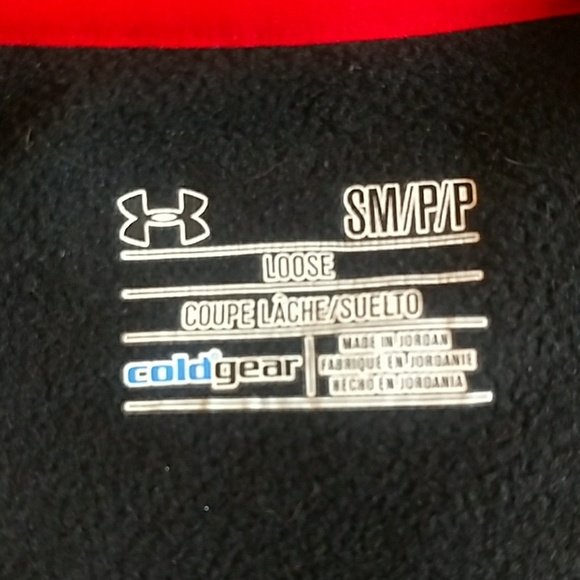 SM/P/P
LOOSE
COUPE LÂCHE/SUELTO
coldgear
MADE IN JORDAN
FABRIQUÉ EN JORDANIE
HECHO EN JORDANIA